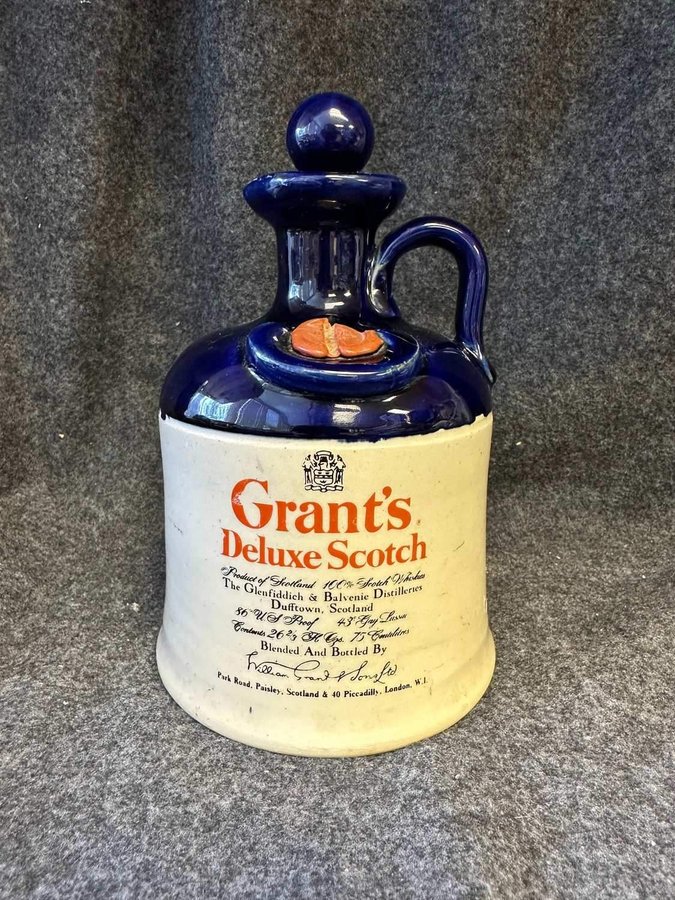 Grant's
Deluxe Scotch
Product of Scotland 100% Scotch Whiskies
The Glenfiddich & Balvenie Distilleries
Dufftown, Scotland
86° U S Proof 43° Gay Lussac
Contents 26⅔ Fl Ozs. 75 Centilitres
Blended And Bottled By
William Grant & Sons Ltd
Park Road, Paisley, Scotland & 40 Piccadilly, London, W.1.